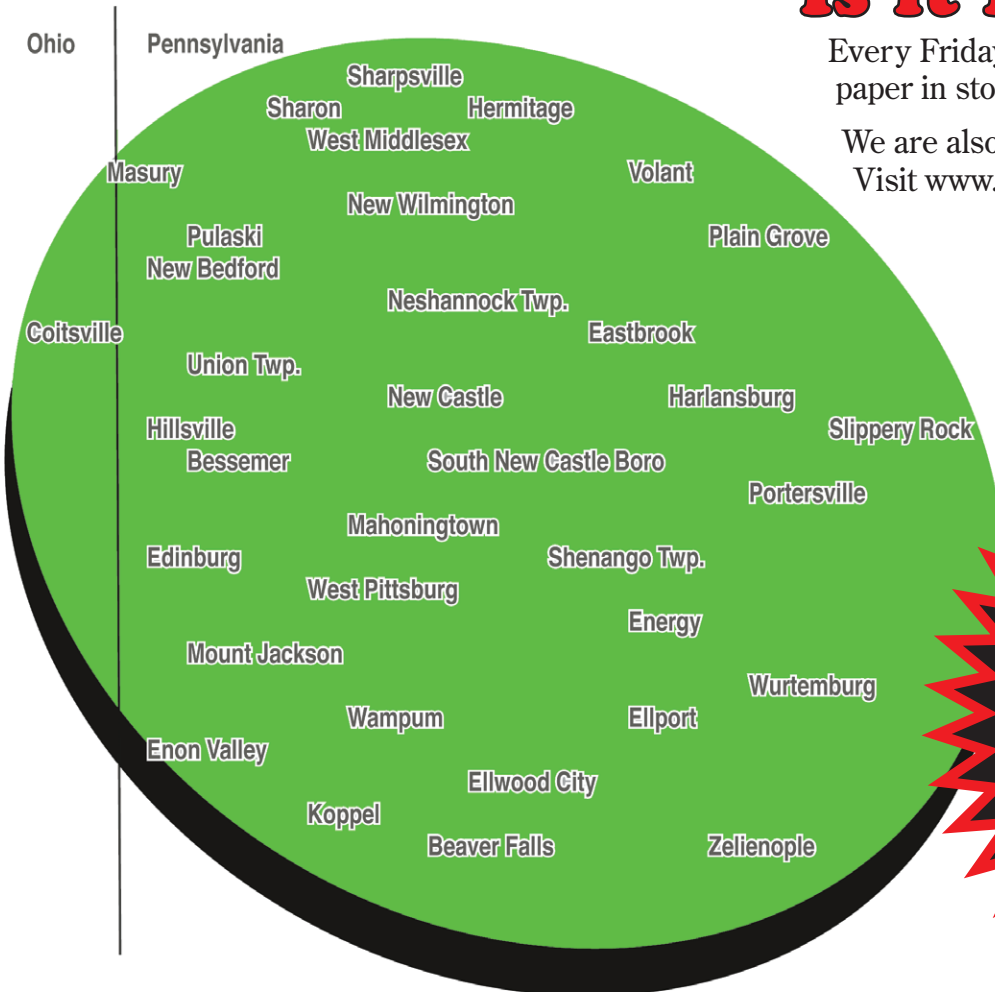 Is It
Ohio Pennsylvania
Every Friday
paper in sto
We are also
Visit www.
Sharpsville
Sharon Hermitage
West Middlesex
Masury Volant
New Wilmington
Pulaski Plain Grove
New Bedford
Neshannock Twp.
Coitsville Eastbrook
Union Twp.
New Castle Harlansburg
Hillsville Slippery Rock
Bessemer South New Castle Boro
Portersville
Mahoningtown
Edinburg Shenango Twp.
West Pittsburg
Energy
Mount Jackson
Wurtemburg
Wampum Ellport
Enon Valley
Ellwood City
Koppel
Beaver Falls Zelienople